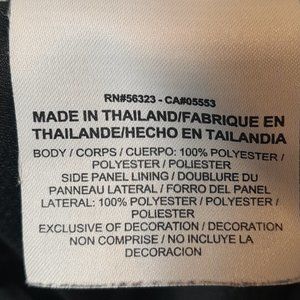 RN#56323 - CA#05553
MADE IN THAILAND/FABRIQUE EN
THAILANDE/HECHO EN TAILANDIA
BODY / CORPS / CUERPO: 100% POLYESTER /
POLYESTER / POLIESTER
SIDE PANEL LINING / DOUBLURE DU
PANNEAU LATERAL / FORRO DEL PANEL
LATERAL: 100% POLYESTER / POLYESTER /
POLIESTER
EXCLUSIVE OF DECORATION / DECORATION
NON COMPRISE / NO INCLUYE LA
DECORACION